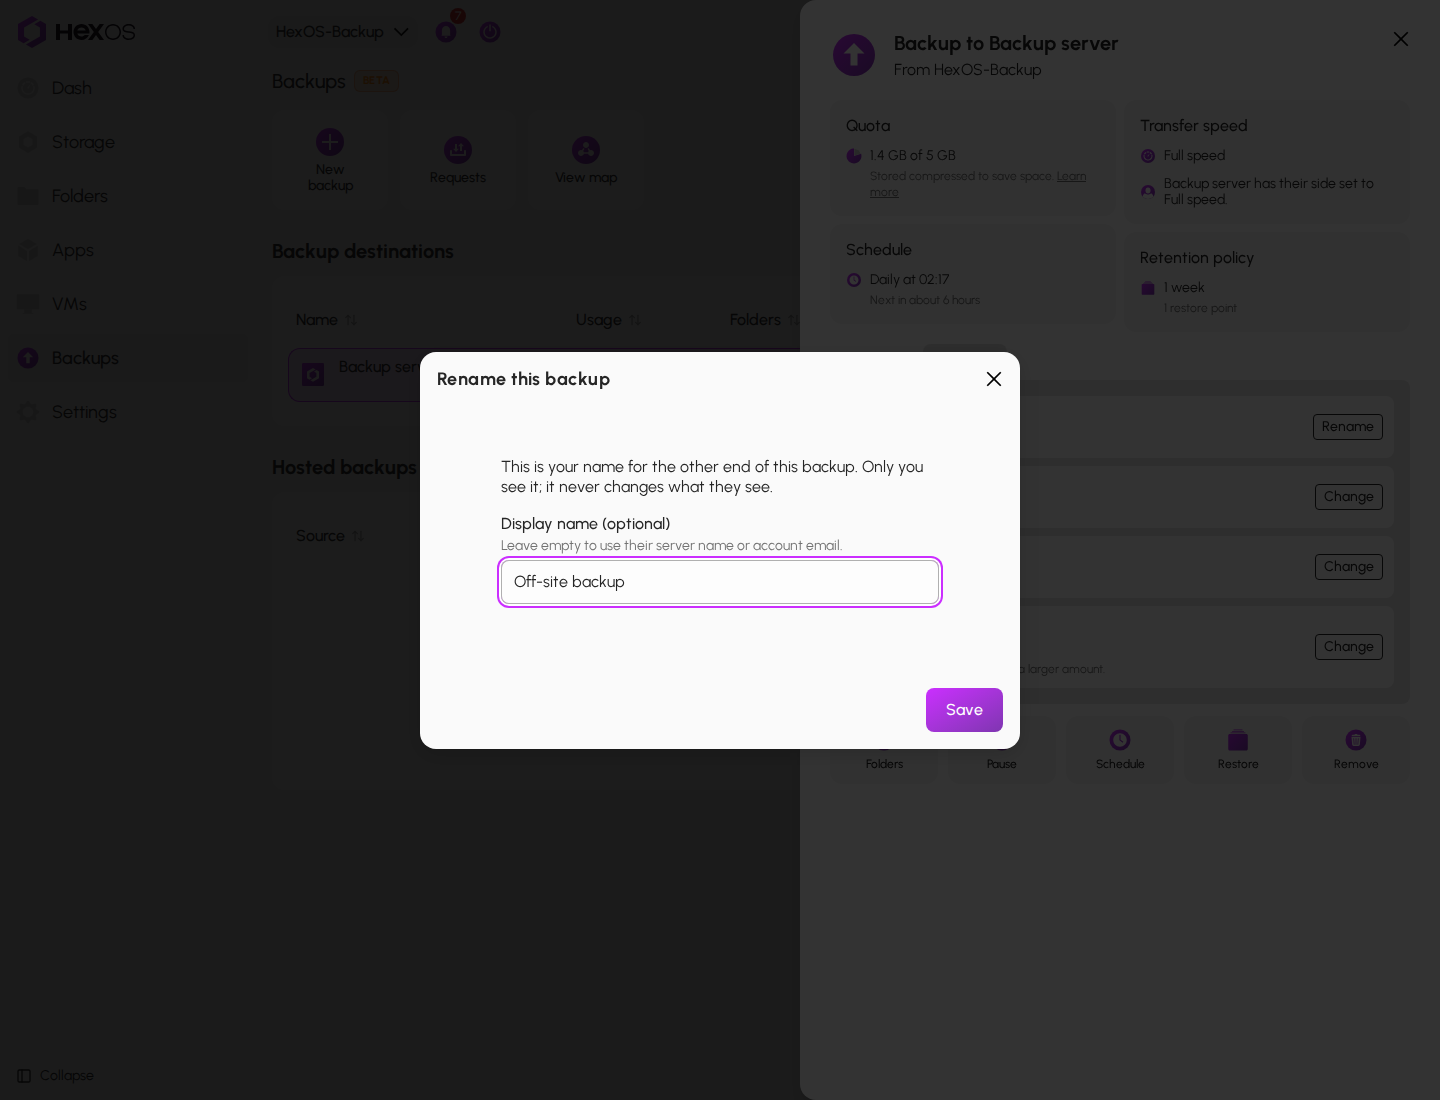 HexOS
HexOS-Backup
7
Dash
Storage
Folders
Apps
VMs
Backups
Settings
Collapse
Backups BETA
New
backup
Requests
View map
Backup destinations
Name
Usage
Folders
Backup serv
Hosted backups
Source
Backup to Backup server
From HexOS-Backup
Quota
1.4 GB of 5 GB
Stored compressed to save space. Learn
more
Transfer speed
Full speed
Backup server has their side set to
Full speed.
Schedule
Daily at 02:17
Next in about 6 hours
Retention policy
1 week
1 restore point
Rename
Change
Change
Change
a larger amount
Folders
Pause
Schedule
Restore
Remove
Rename this backup
This is your name for the other end of this backup. Only you
see it; it never changes what they see.
Display name (optional)
Leave empty to use their server name or account email.
Off-site backup
Save